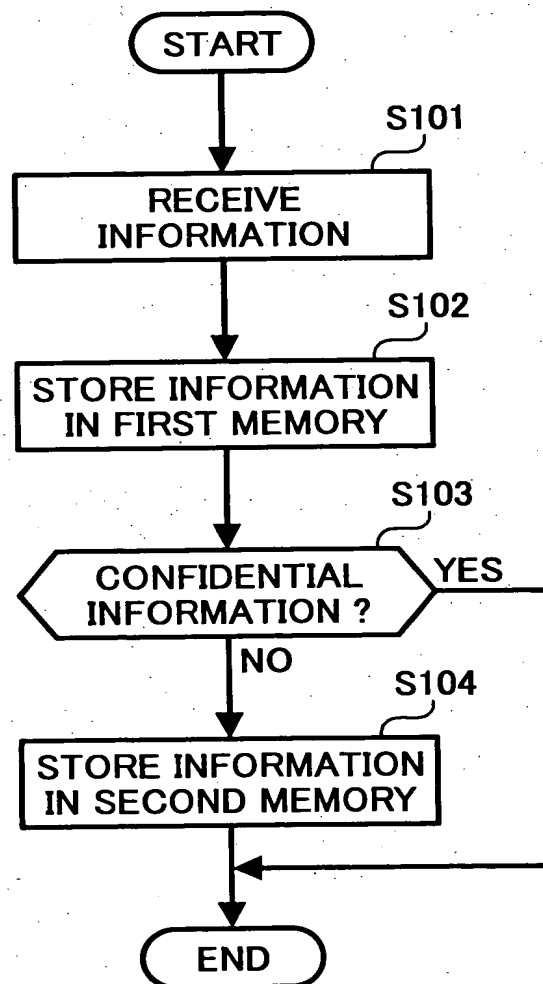 START
S101
RECEIVE
INFORMATION
S102
STORE INFORMATION
IN FIRST MEMORY
S103
CONFIDENTIAL
INFORMATION ?
YES
NO
S104
STORE INFORMATION
IN SECOND MEMORY
END